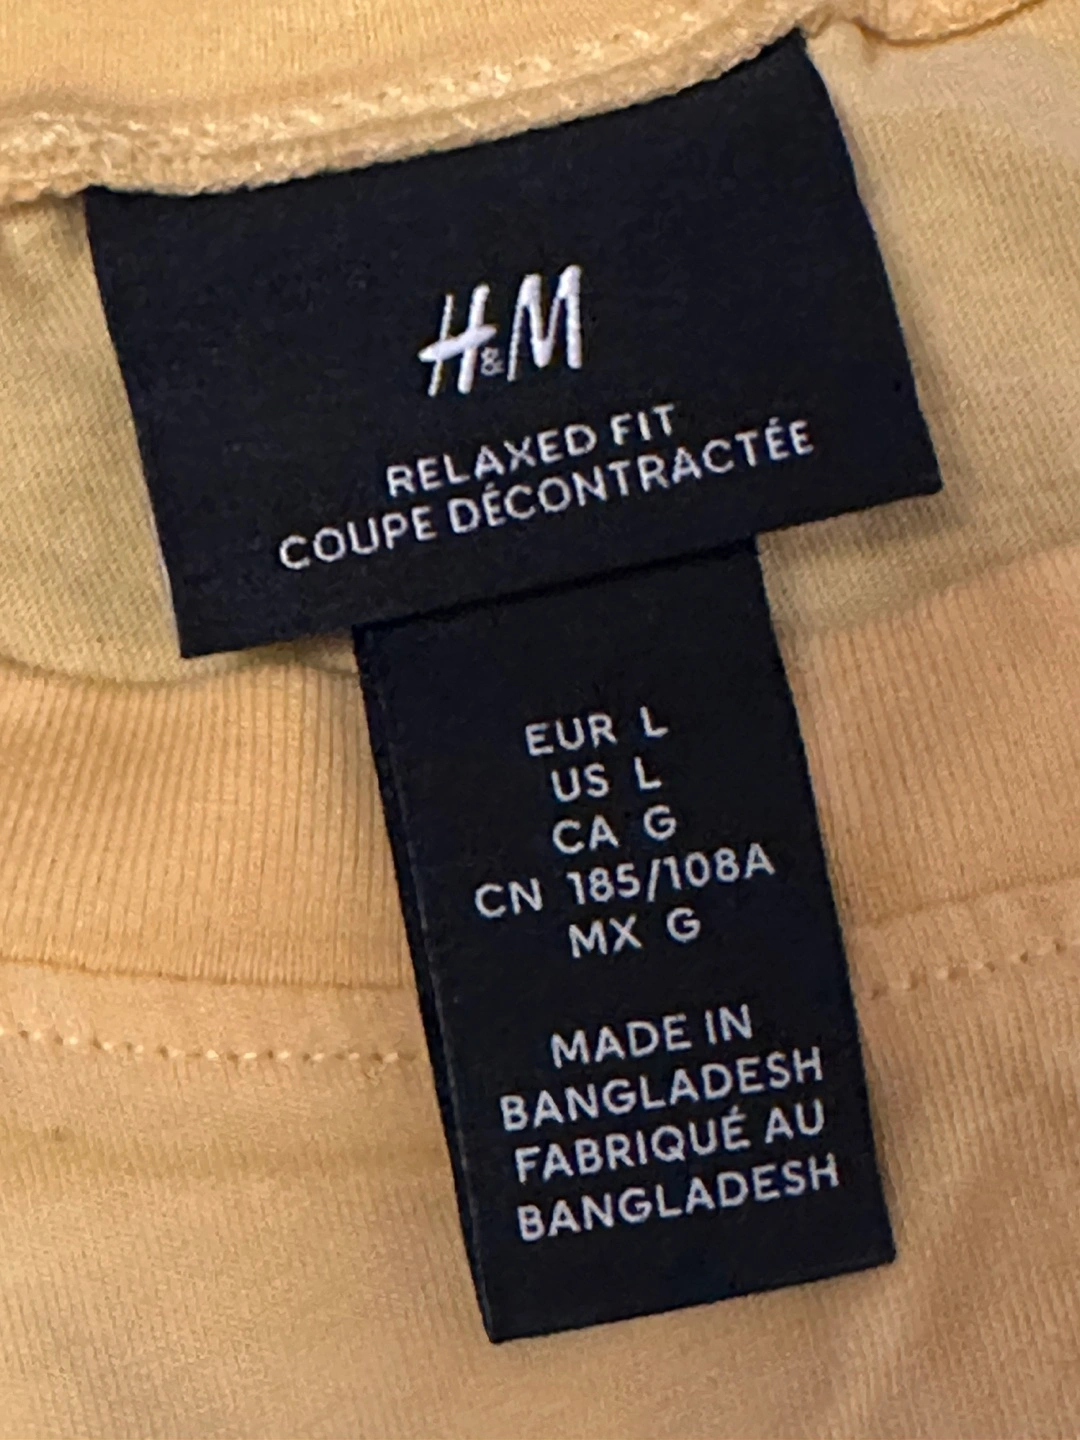 H&M
RELAXED FIT
COUPE DÉCONTRACTÉE
EUR L
US L
CA G
CN 185/108A
MX G
MADE IN
BANGLADESH
FABRIQUÉ AU
BANGLADESH